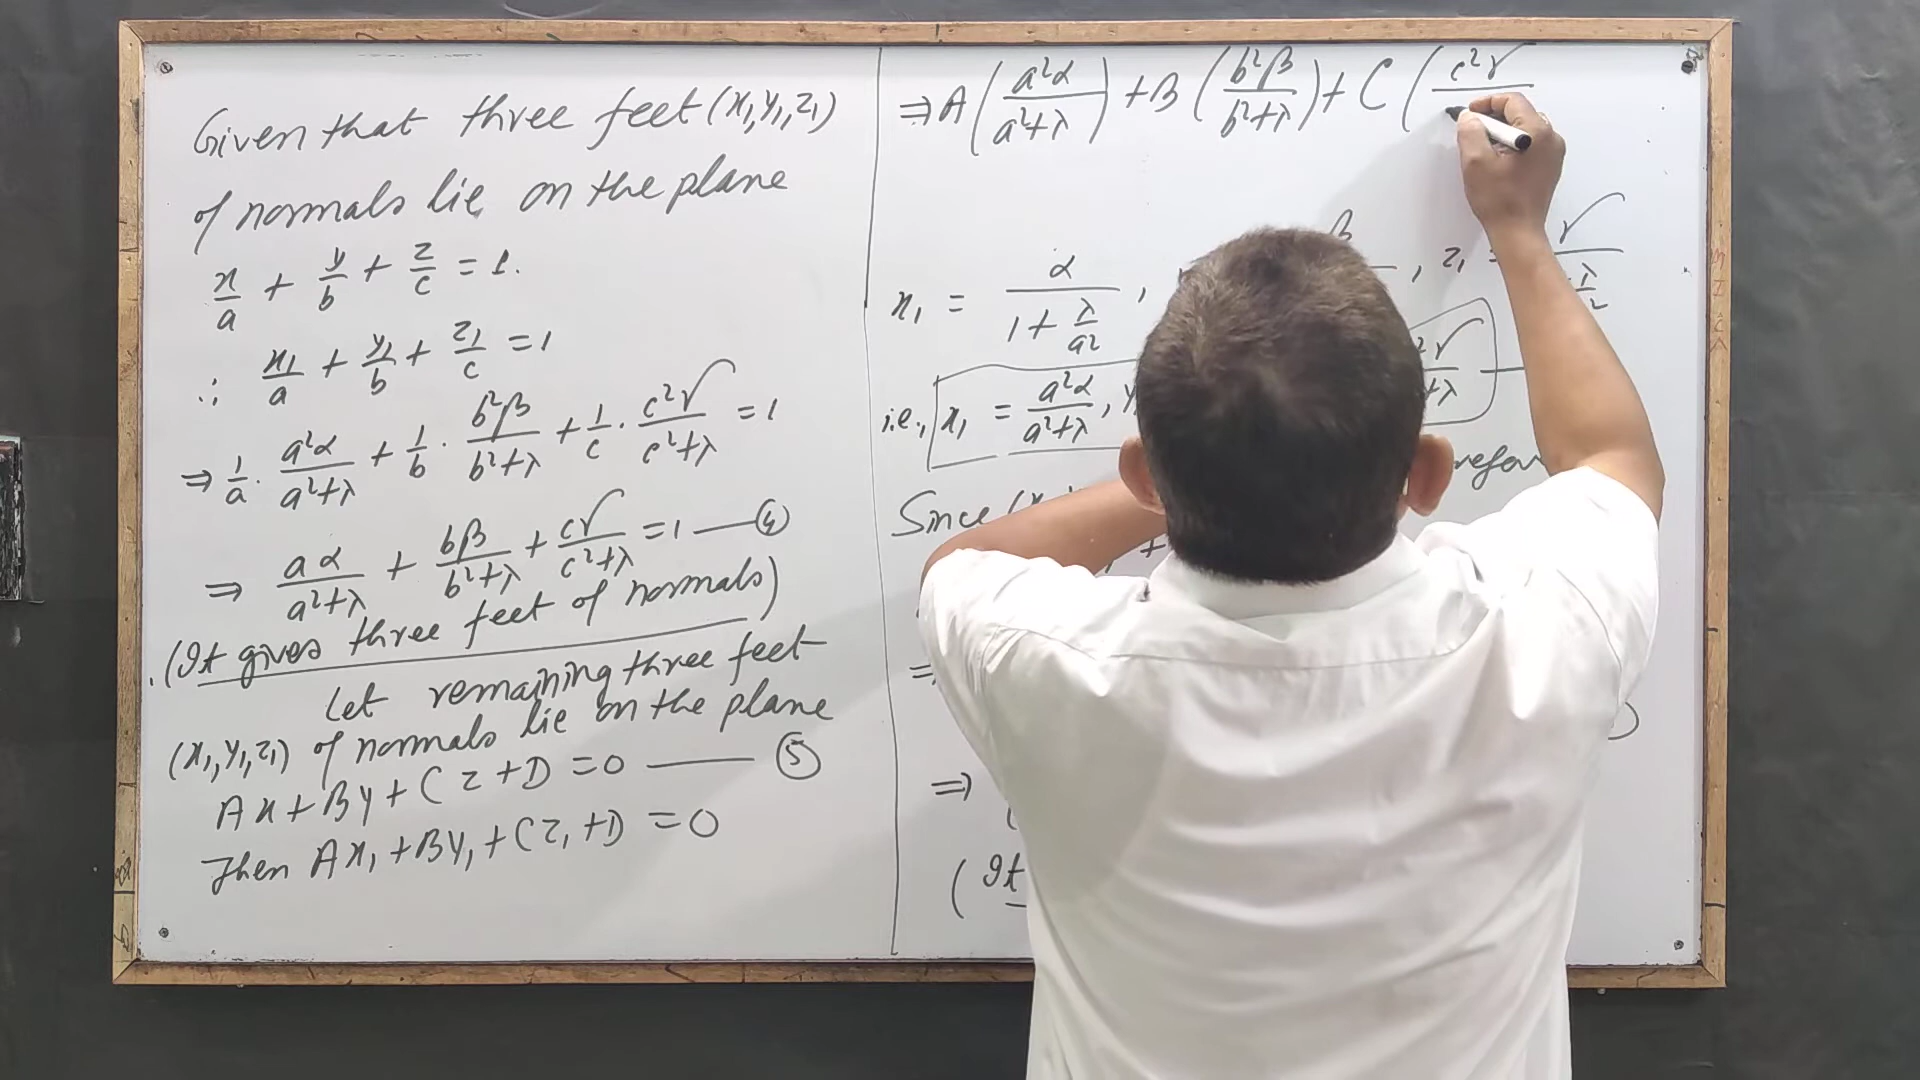 Given that three feet (x₁, y₁, z₁)
of normals lie on the plane
x/a + y/b + z/c = 1.
∴ x₁/a + y₁/b + z₁/c = 1
⇒ 1/a · a²α/(a²+λ) + 1/b · b²β/(b²+λ) + 1/c · c²γ/(c²+λ) = 1
⇒ aα/(a²+λ) + bβ/(b²+λ) + cγ/(c²+λ) = 1 — (4)
(It gives three feet of normals)
Let remaining three feet
(x₁, y₁, z₁) of normals lie on the plane
Ax + By + Cz + D = 0 — (5)
Then Ax₁ + By₁ + Cz₁ + D = 0
⇒ A (a²α/(a²+λ)) + B (b²β/(b²+λ)) + C (c²γ/
x₁ = α/(1 + λ/a²), β , z₁ = γ λ
i.e., x₁ = a²α/(a²+λ), y₁ ²γ/ +λ
Since (
⇒
⇒
(It